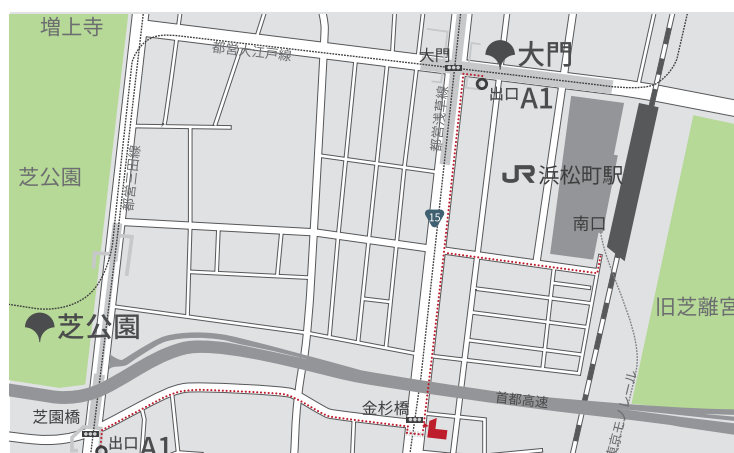 増上寺
都営大江戸線
大門
大門
出口A1
都営浅草線
都営三田線
芝公園
JR浜松町駅
15
南口
旧芝離宮
芝公園
首都高速
東京モノレール
芝園橋
金杉橋
出口A1